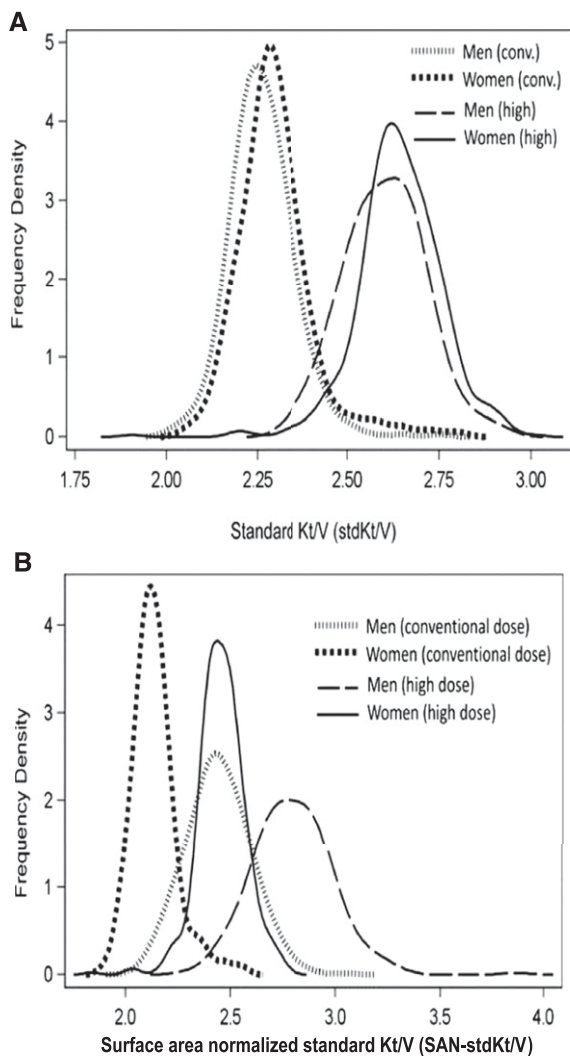 A
5
4
3
2
1
0
Frequency Density
Men (conv.)
Women (conv.)
Men (high)
Women (high)
1.75 2.00 2.25 2.50 2.75 3.00
Standard Kt/V (stdKt/V)
B
4
3
2
1
0
Frequency Density
Men (conventional dose)
Women (conventional dose)
Men (high dose)
Women (high dose)
2.0 2.5 3.0 3.5 4.0
Surface area normalized standard Kt/V (SAN-stdKt/V)